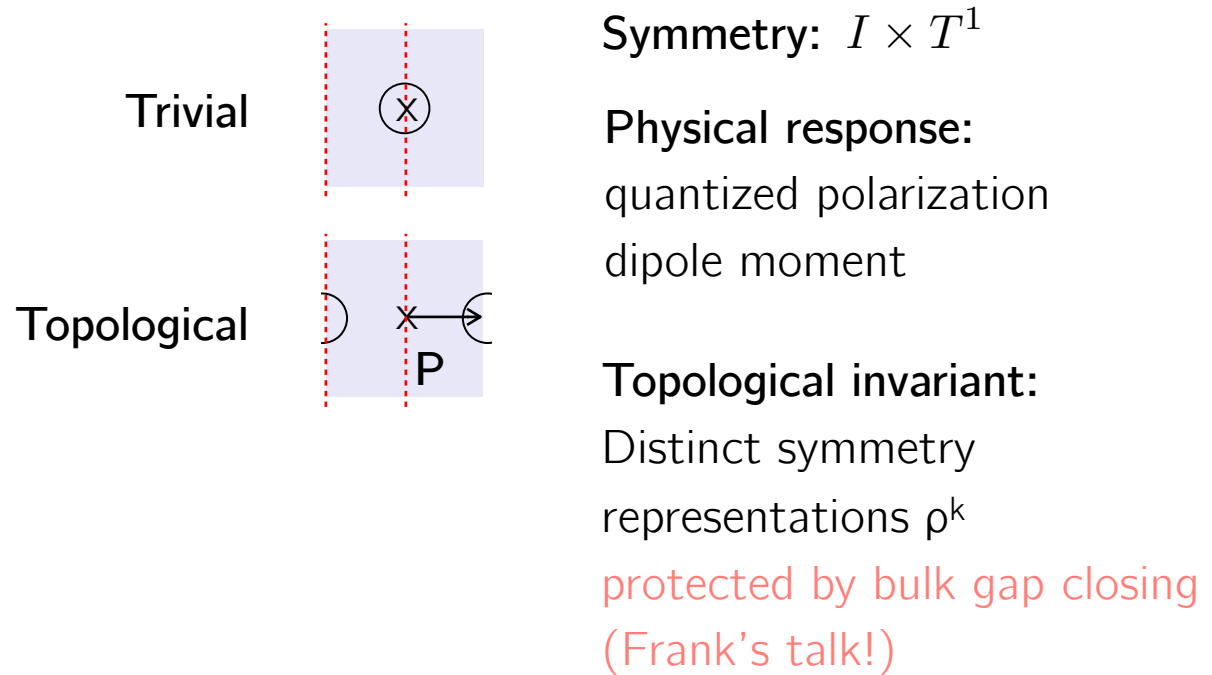 Symmetry: I × T¹
Trivial
X
Physical response:
quantized polarization
dipole moment
Topological
X
P
Topological invariant:
Distinct symmetry
representations ρᵏ
protected by bulk gap closing
(Frank's talk!)